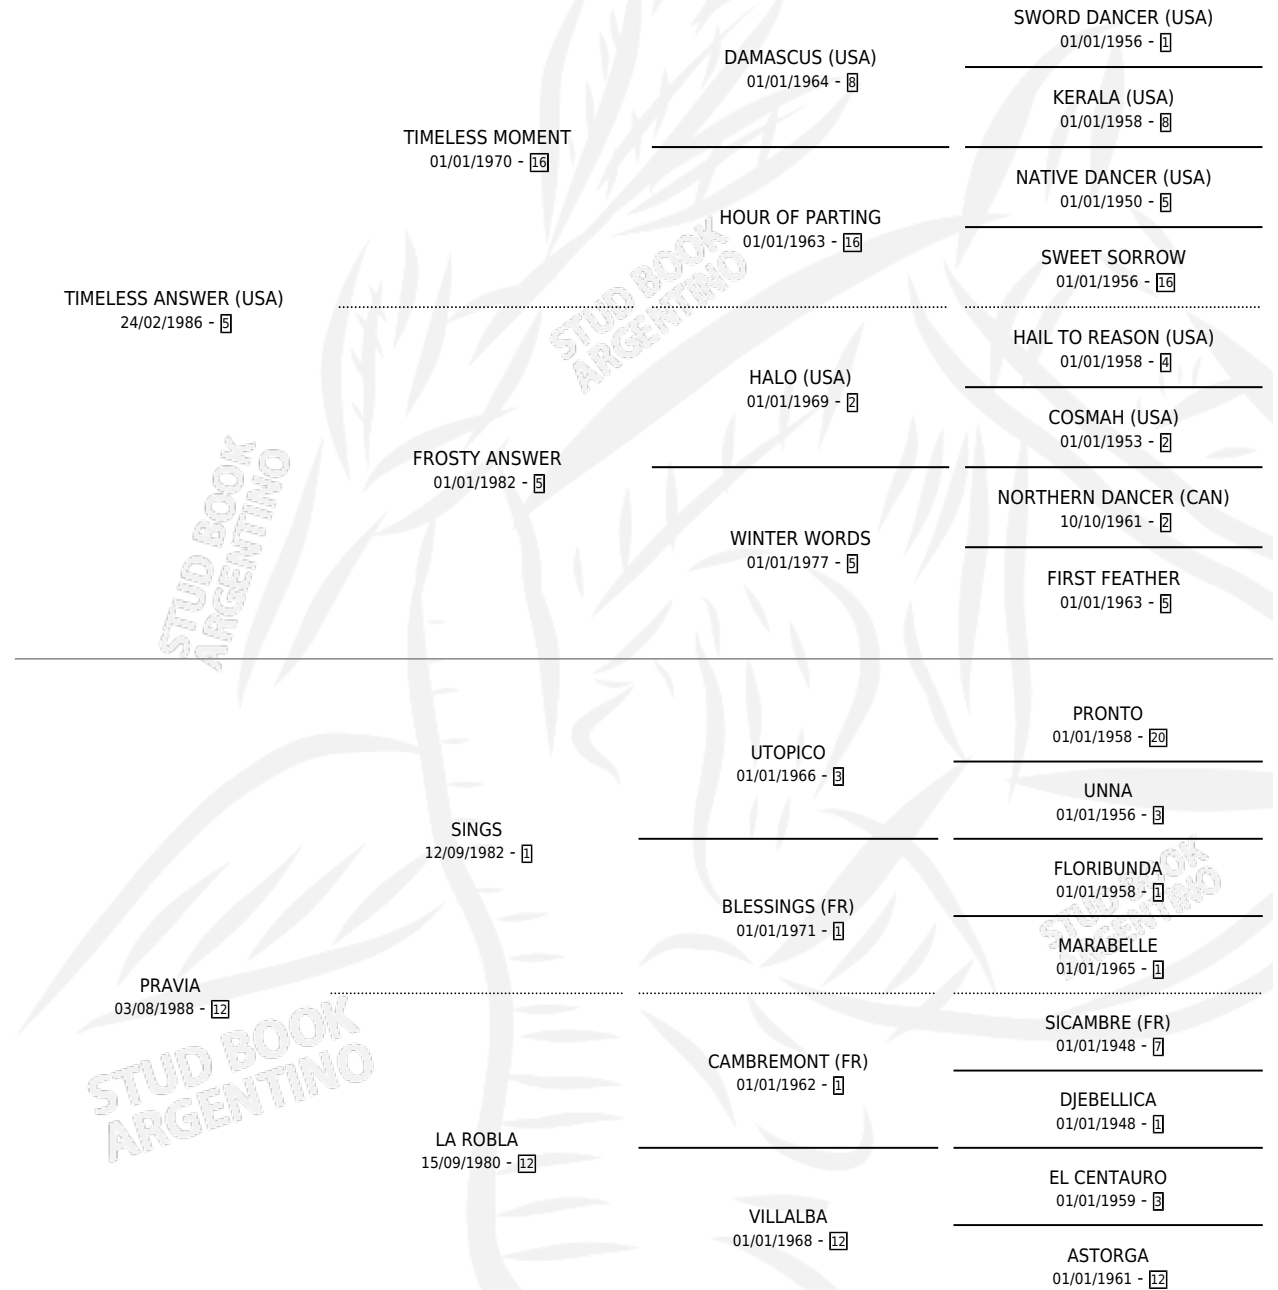 SWORD DANCER (USA)
01/01/1956 - 1
DAMASCUS (USA)
01/01/1964 - 8
KERALA (USA)
01/01/1958 - 8
TIMELESS MOMENT
01/01/1970 - 16
NATIVE DANCER (USA)
01/01/1950 - 5
HOUR OF PARTING
01/01/1963 - 16
SWEET SORROW
01/01/1956 - 16
TIMELESS ANSWER (USA)
24/02/1986 - 5
HAIL TO REASON (USA)
01/01/1958 - 4
HALO (USA)
01/01/1969 - 2
COSMAH (USA)
01/01/1953 - 2
FROSTY ANSWER
01/01/1982 - 5
NORTHERN DANCER (CAN)
10/10/1961 - 2
WINTER WORDS
01/01/1977 - 5
FIRST FEATHER
01/01/1963 - 5
PRONTO
01/01/1958 - 20
UTOPICO
01/01/1966 - 3
UNNA
01/01/1956 - 3
SINGS
12/09/1982 - 1
FLORIBUNDA
01/01/1958 - 1
BLESSINGS (FR)
01/01/1971 - 1
MARABELLE
01/01/1965 - 1
PRAVIA
03/08/1988 - 12
SICAMBRE (FR)
01/01/1948 - 7
CAMBREMONT (FR)
01/01/1962 - 1
DJEBELLICA
01/01/1948 - 1
LA ROBLA
15/09/1980 - 12
EL CENTAURO
01/01/1959 - 3
VILLALBA
01/01/1968 - 12
ASTORGA
01/01/1961 - 12
STUD BOOK
ARGENTINO
STUD BOOK
ARGENTINO
STUD BOOK
ARGENTINO
STUD BOOK
ARGENTINO